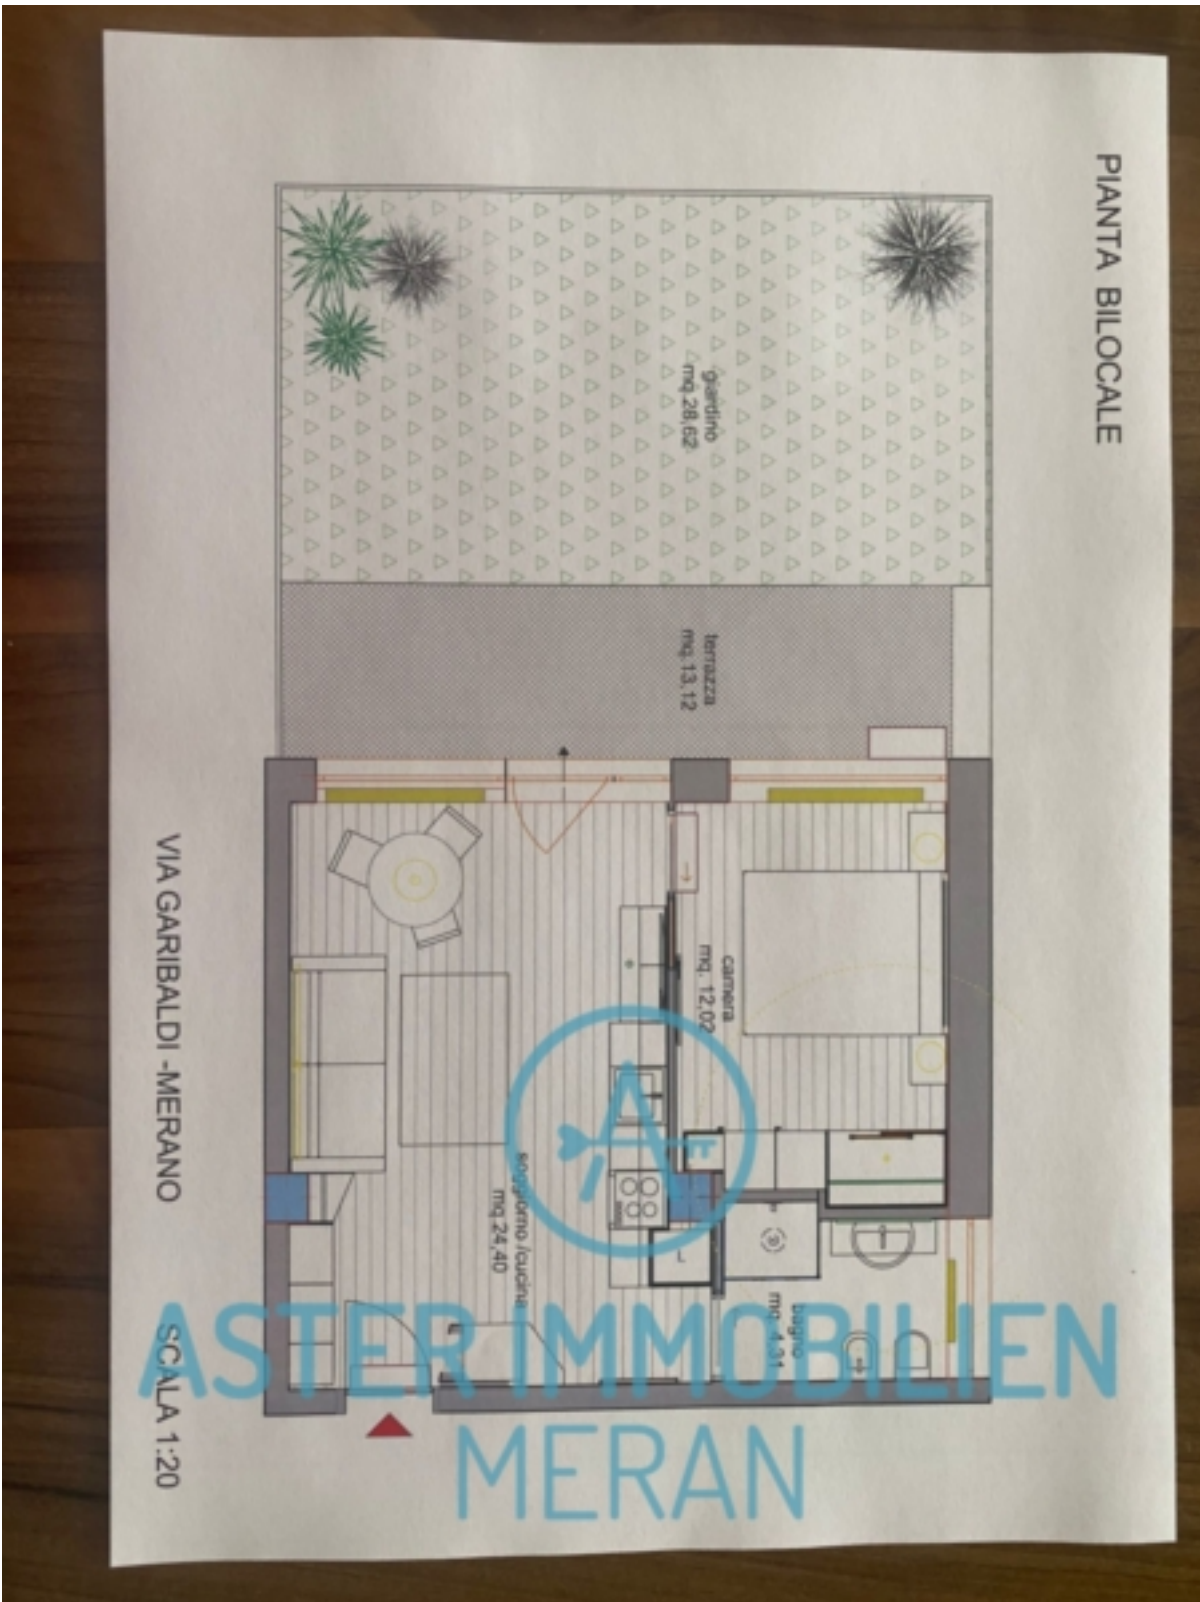 PIANTA BILOCALE
giardino
mq.28,62
terrazza
mq.13,12
camera
mq. 12,02
soggiorno /cucina
mq.24,40
bagno
mq. 4,31
VIA GARIBALDI -MERANO
SCALA 1:20
ASTER IMMOBILIEN
MERAN